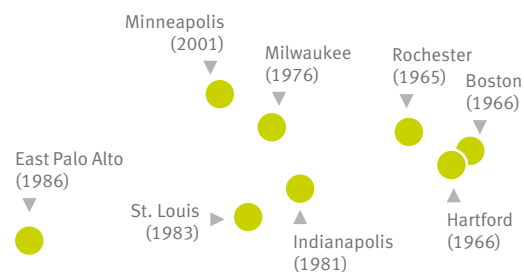 Minneapolis
(2001)
Milwaukee
(1976)
Rochester
(1965)
Boston
(1966)
East Palo Alto
(1986)
St. Louis
(1983)
Indianapolis
(1981)
Hartford
(1966)